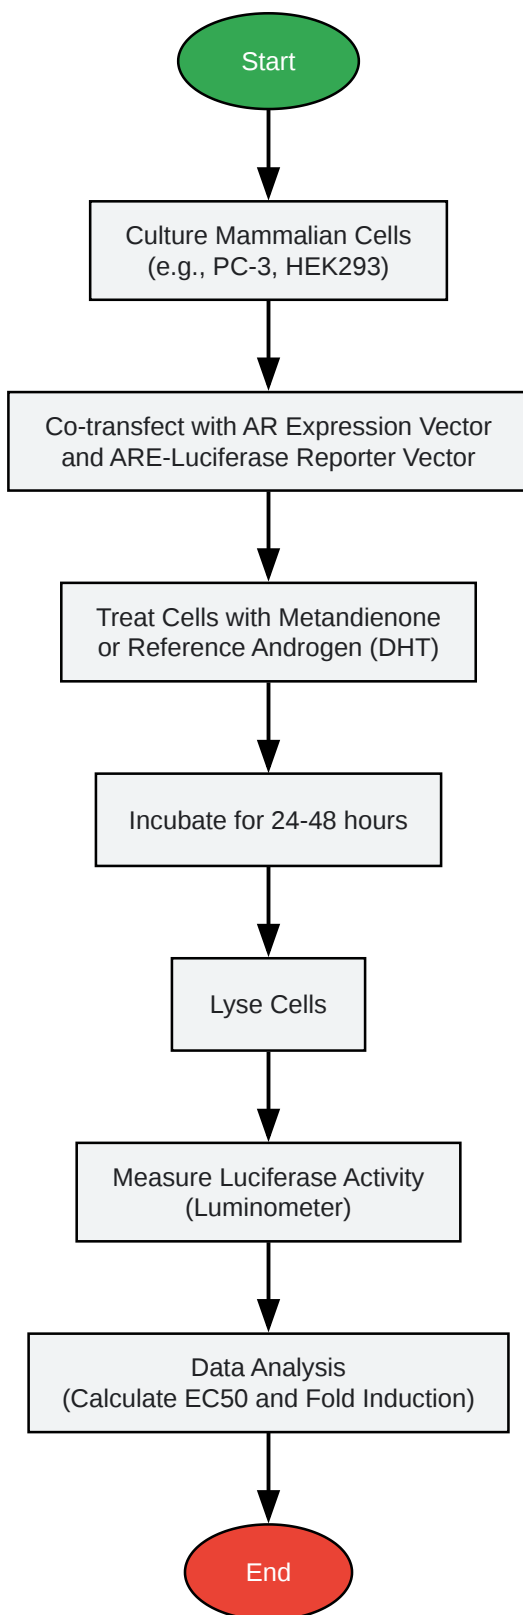 Start
Culture Mammalian Cells
(e.g., PC-3, HEK293)
Co-transfect with AR Expression Vector
and ARE-Luciferase Reporter Vector
Treat Cells with Metandienone
or Reference Androgen (DHT)
Incubate for 24-48 hours
Lyse Cells
Measure Luciferase Activity
(Luminometer)
Data Analysis
(Calculate EC50 and Fold Induction)
End